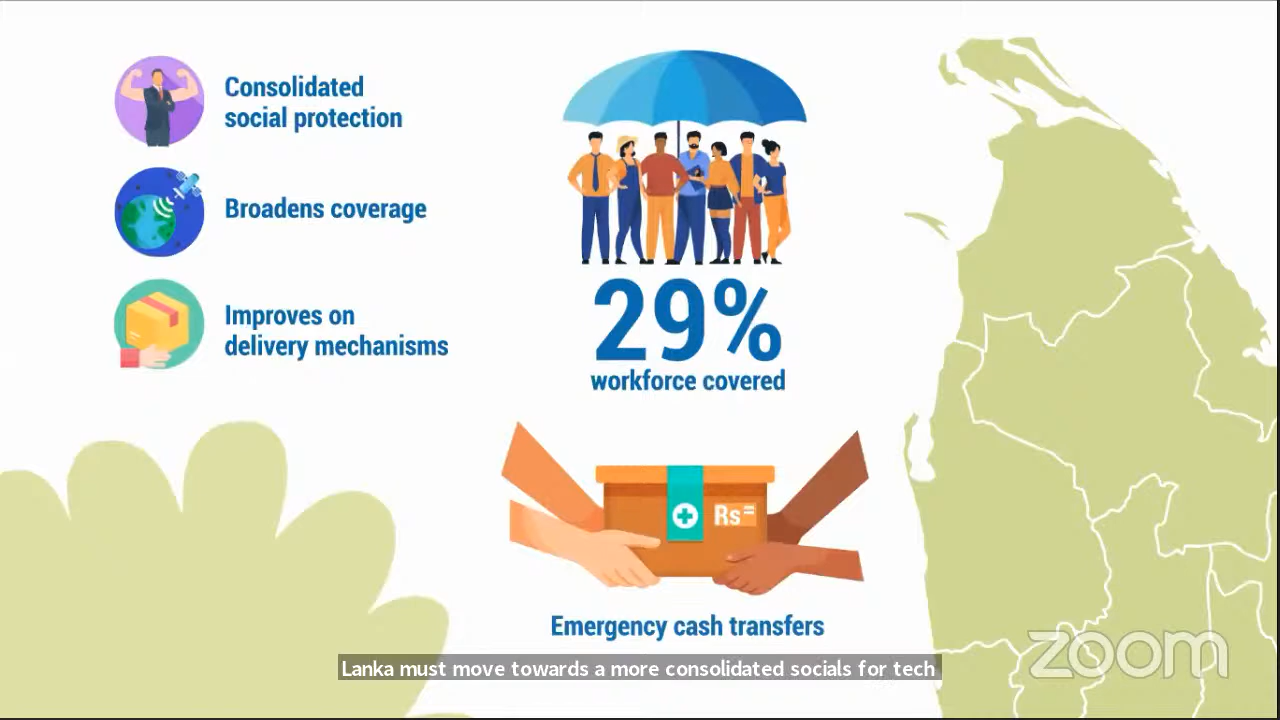 Consolidated
social protection
Broadens coverage
Improves on
delivery mechanisms
29%
workforce covered
Rs=
Emergency cash transfers
Lanka must move towards a more consolidated socials for tech
zoom